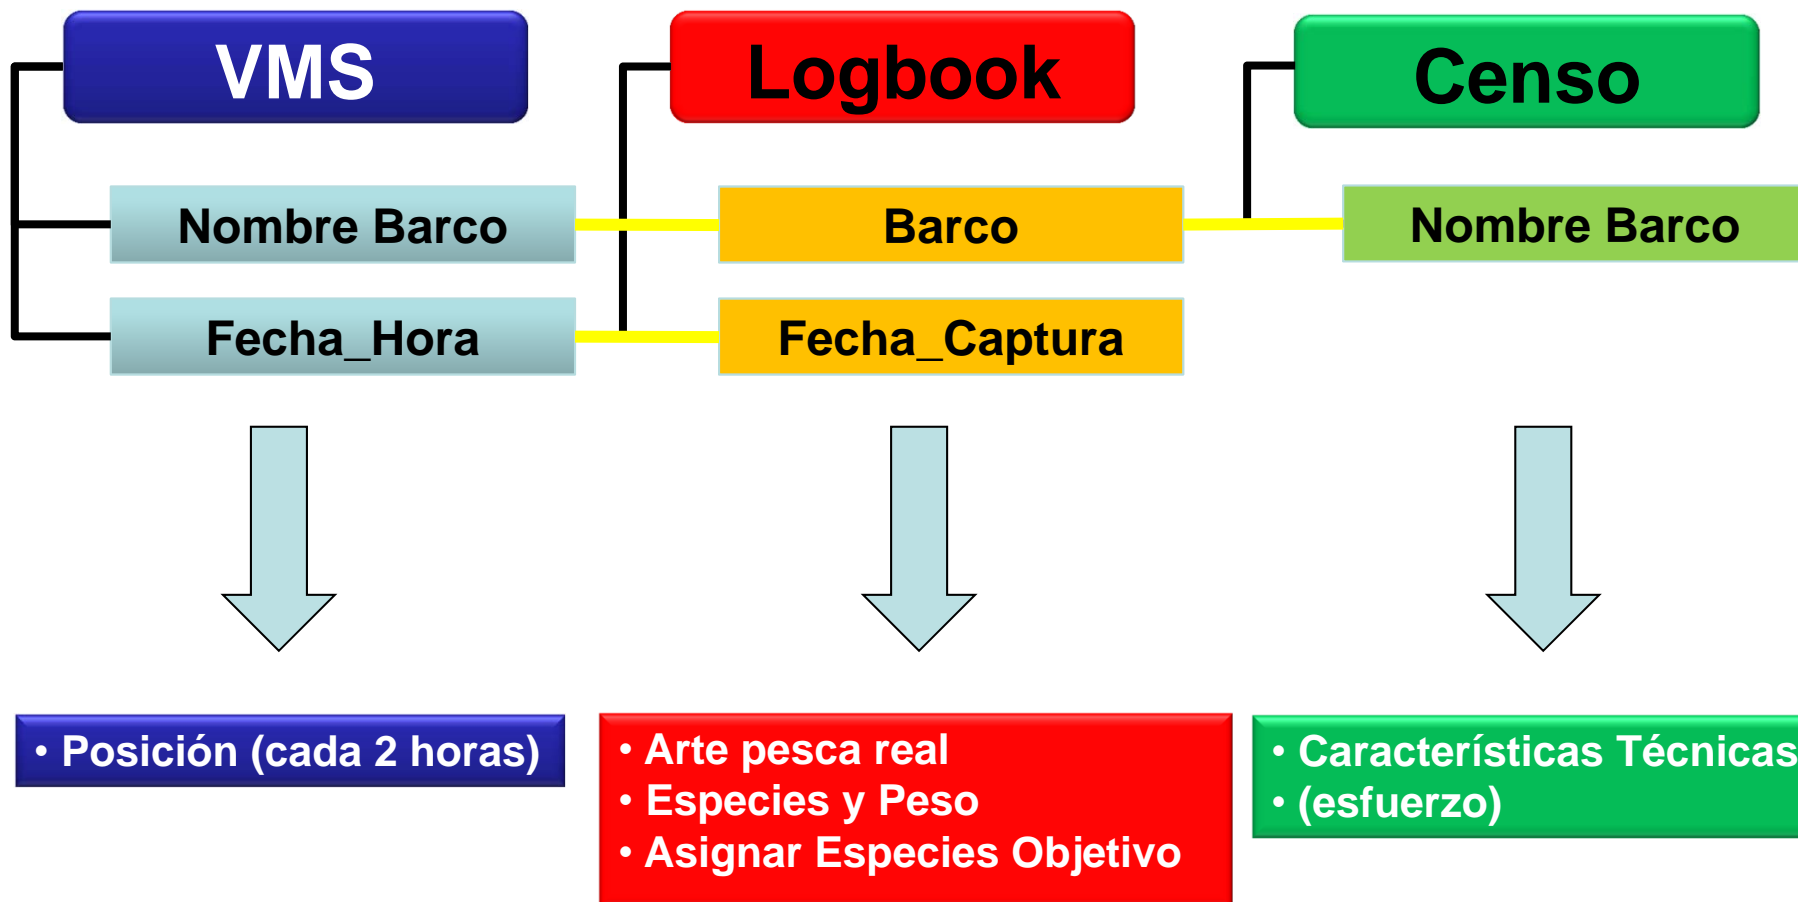 VMS
Logbook
Censo
Nombre Barco
Barco
Nombre Barco
Fecha_Hora
Fecha_Captura
• Posición (cada 2 horas)
• Arte pesca real
• Especies y Peso
• Asignar Especies Objetivo
• Características Técnicas
• (esfuerzo)